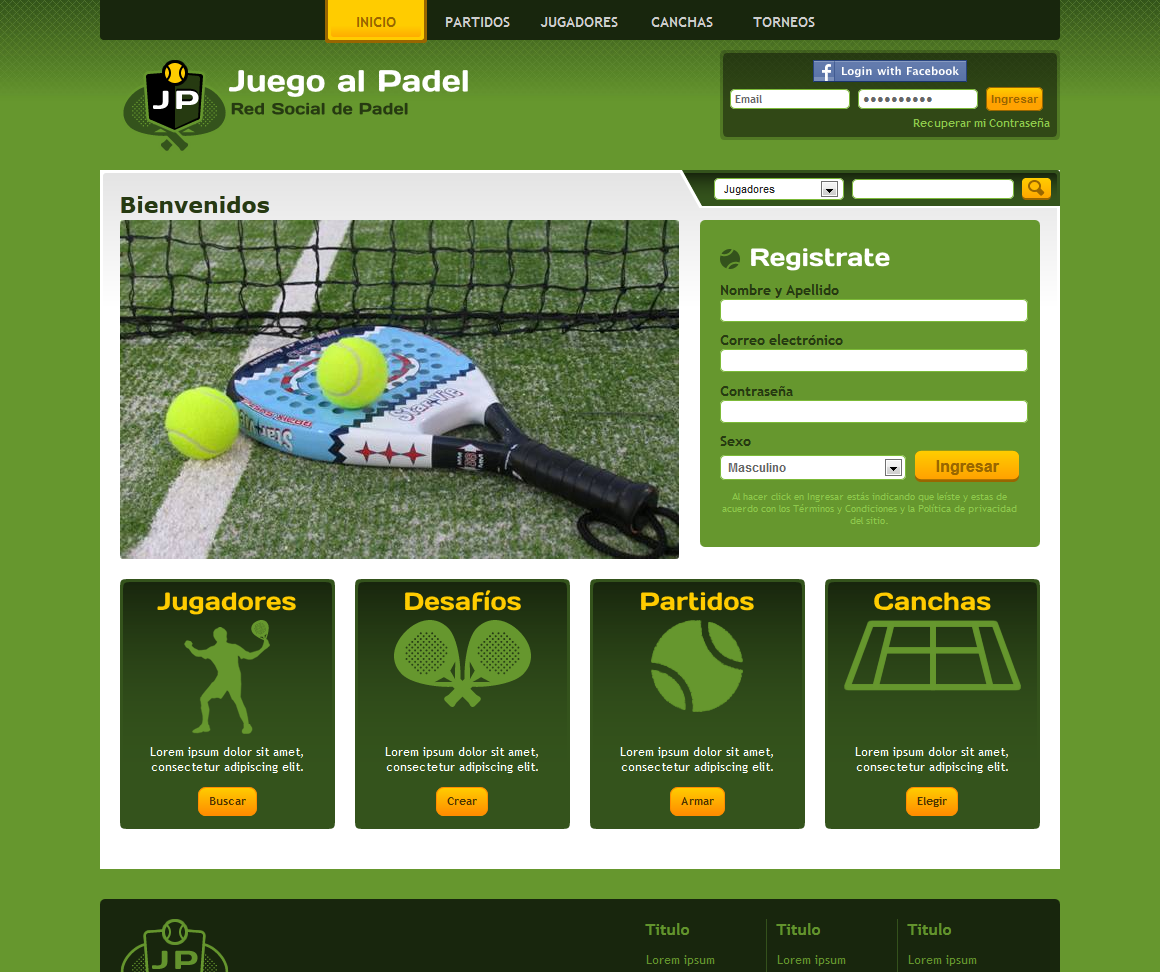 INICIO PARTIDOS JUGADORES CANCHAS TORNEOS
JP
Juego al Padel
Red Social de Padel
f Login with Facebook
Email ●●●●●●●●●● Ingresar
Recuperar mi Contraseña
Jugadores
Bienvenidos
Star-Vie
Star-Vie
Registrate
Nombre y Apellido
Correo electrónico
Contraseña
Sexo
Masculino Ingresar
Al hacer click en Ingresar estás indicando que leíste y estas de
acuerdo con los Términos y Condiciones y la Política de privacidad
del sitio.
Jugadores
Lorem ipsum dolor sit amet,
consectetur adipiscing elit.
Buscar
Desafíos
Lorem ipsum dolor sit amet,
consectetur adipiscing elit.
Crear
Partidos
Lorem ipsum dolor sit amet,
consectetur adipiscing elit.
Armar
Canchas
Lorem ipsum dolor sit amet,
consectetur adipiscing elit.
Elegir
JP
Titulo
Lorem ipsum
Titulo
Lorem ipsum
Titulo
Lorem ipsum